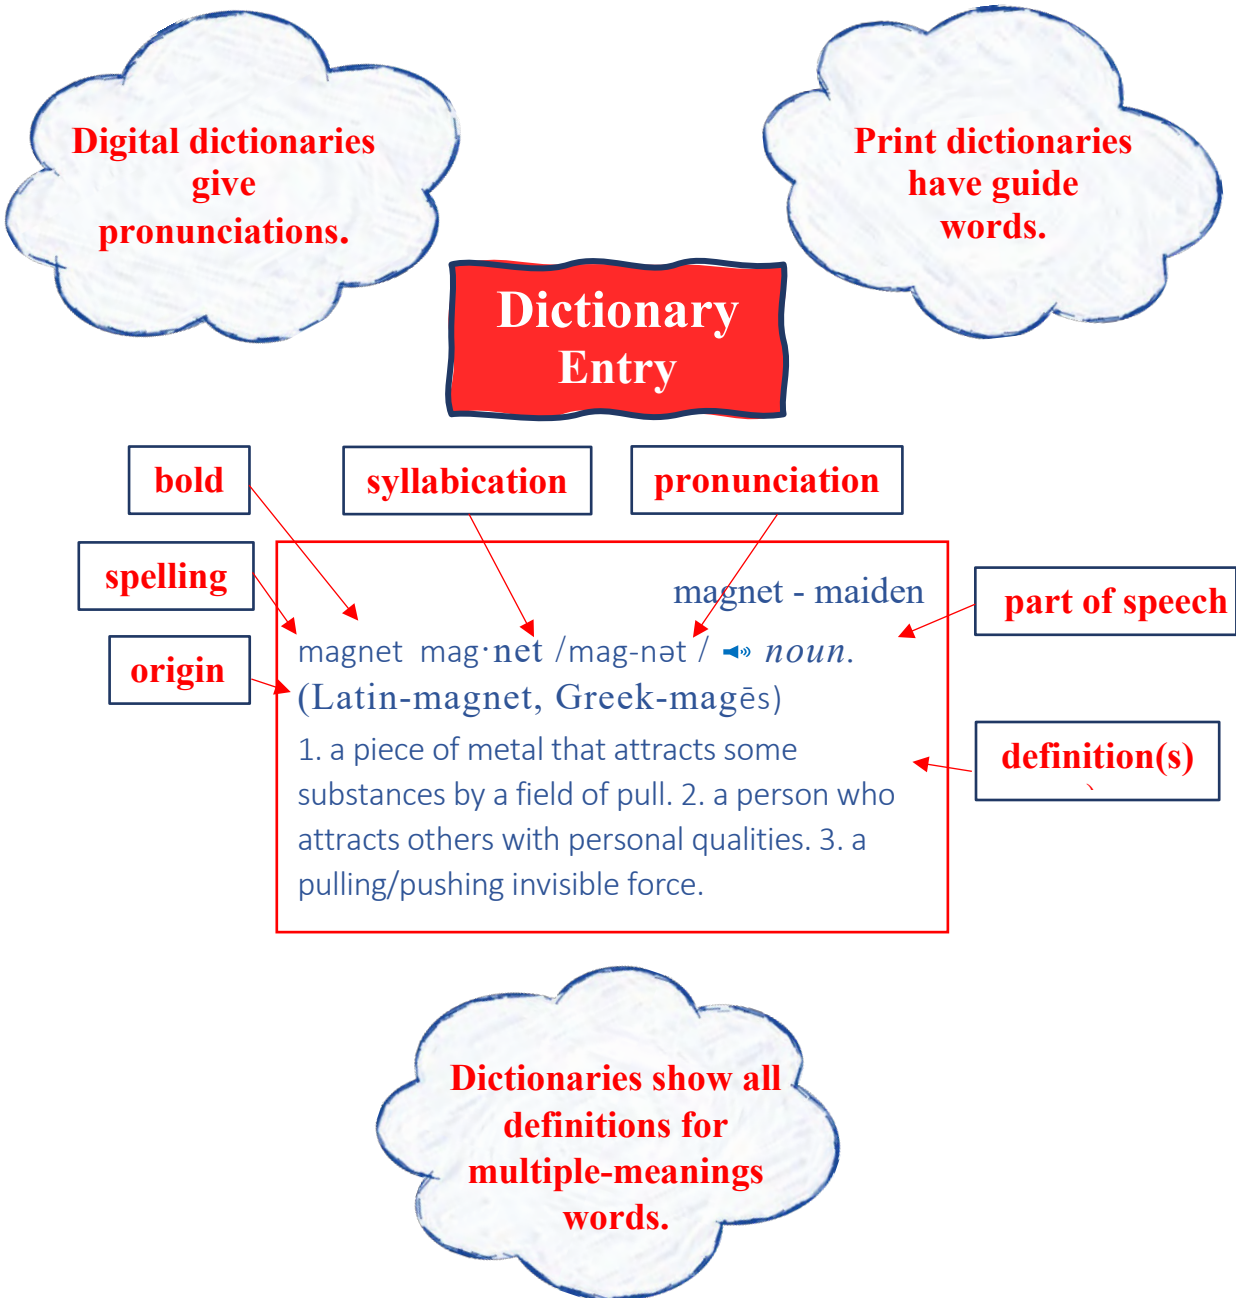 Digital dictionaries
give
pronunciations.
Print dictionaries
have guide
words.
Dictionary
Entry
bold
syllabication
pronunciation
spelling
origin
part of speech
definition(s)
magnet - maiden
magnet mag·net /mag-nət / noun.
(Latin-magnet, Greek-magēs)
1. a piece of metal that attracts some
substances by a field of pull. 2. a person who
attracts others with personal qualities. 3. a
pulling/pushing invisible force.
Dictionaries show all
definitions for
multiple-meanings
words.